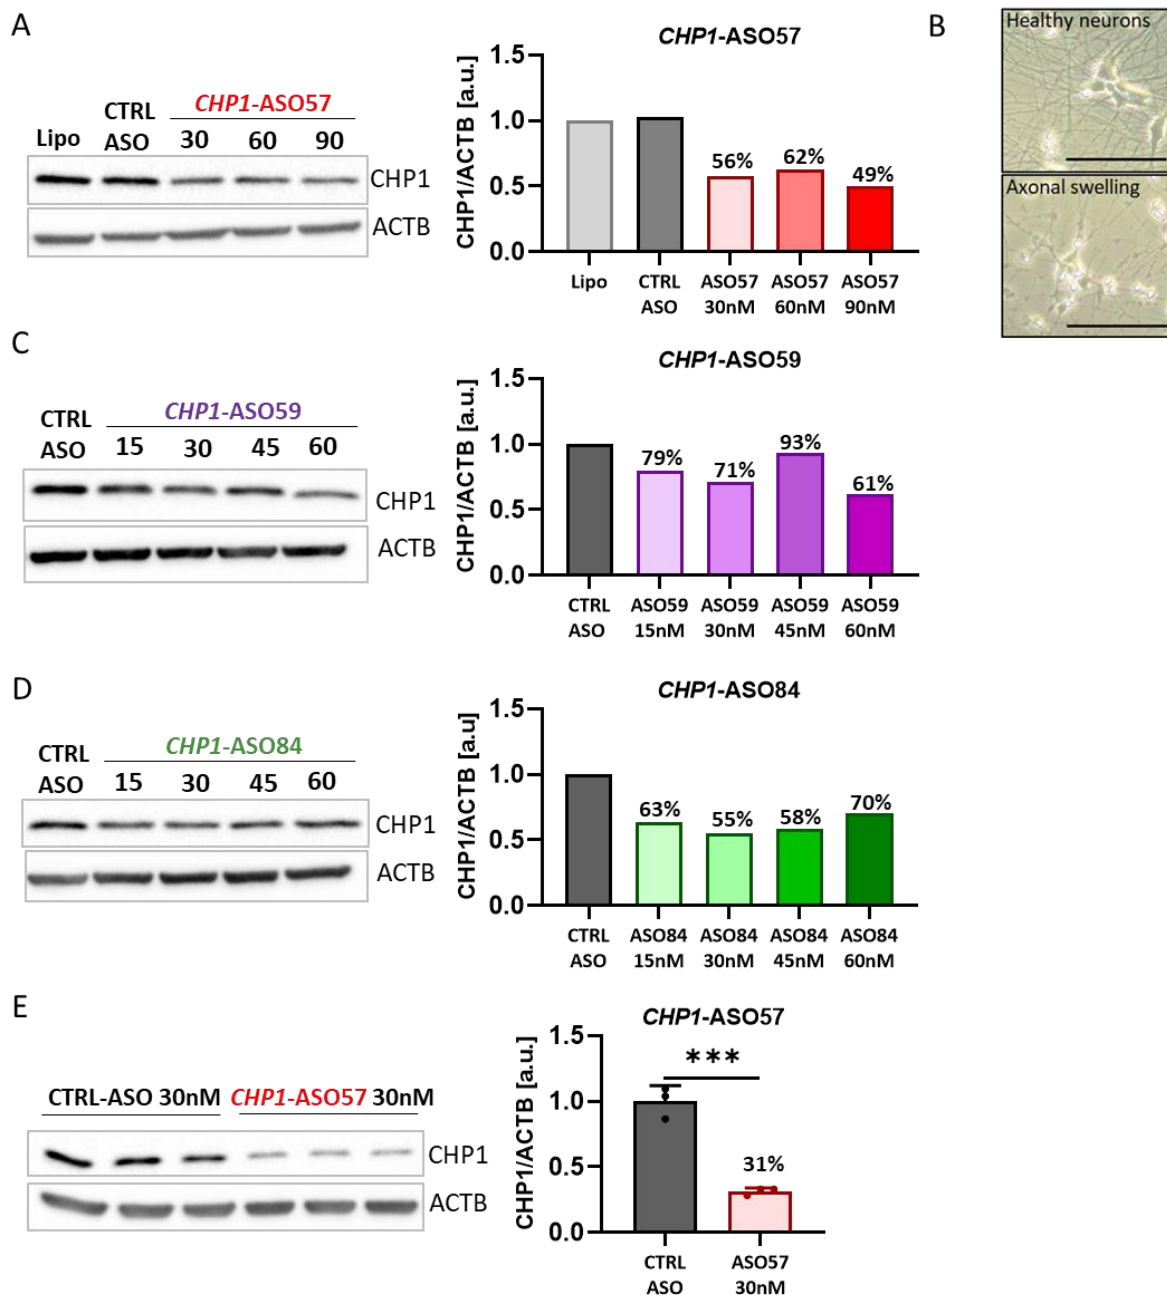 A
CHP1-ASO57
Lipo
CTRL
ASO
30 60 90
CHP1
ACTB
CHP1-ASO57
CHP1/ACTB [a.u.]
1.5
1.0
0.5
0.0
56%
62%
49%
Lipo
CTRL
ASO
ASO57
30nM
ASO57
60nM
ASO57
90nM
B
Healthy neurons
Axonal swelling
C
CTRL
ASO
CHP1-ASO59
15 30 45 60
CHP1
ACTB
CHP1-ASO59
CHP1/ACTB [a.u.]
1.5
1.0
0.5
0.0
79%
71%
93%
61%
CTRL
ASO
ASO59
15nM
ASO59
30nM
ASO59
45nM
ASO59
60nM
D
CTRL
ASO
CHP1-ASO84
15 30 45 60
CHP1
ACTB
CHP1-ASO84
CHP1/ACTB [a.u]
1.5
1.0
0.5
0.0
63%
55%
58%
70%
CTRL
ASO
ASO84
15nM
ASO84
30nM
ASO84
45nM
ASO84
60nM
E
CTRL-ASO 30nM CHP1-ASO57 30nM
CHP1
ACTB
CHP1-ASO57
CHP1/ACTB [a.u.]
1.5
1.0
0.5
0.0
***
31%
CTRL
ASO
ASO57
30nM